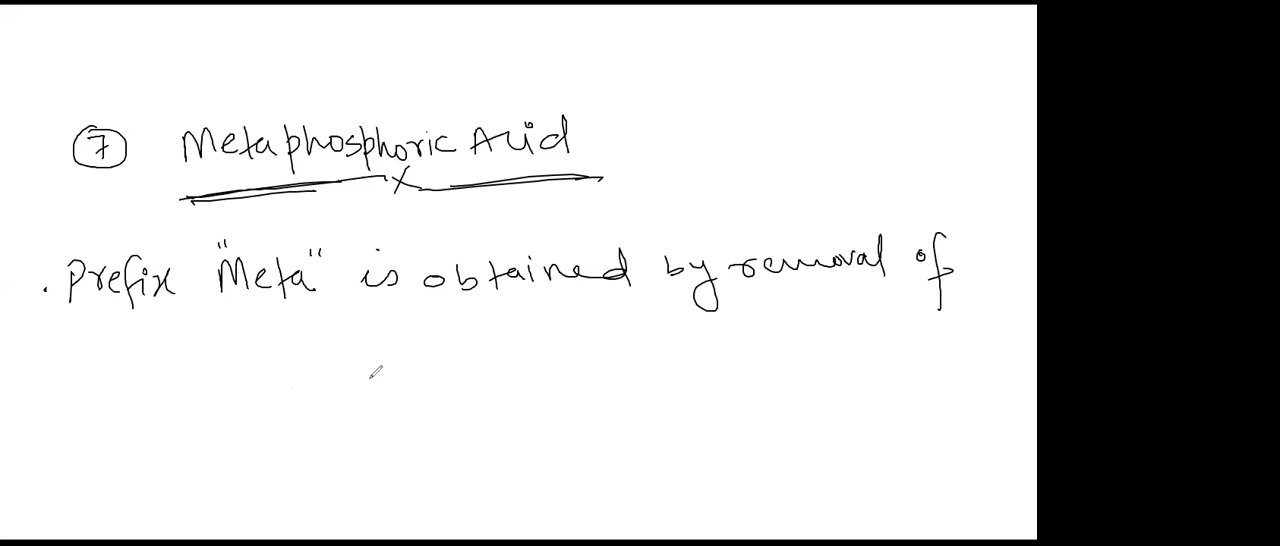 7 Metaphosphoric Acid
. Prefix "Meta" is obtained by removal of